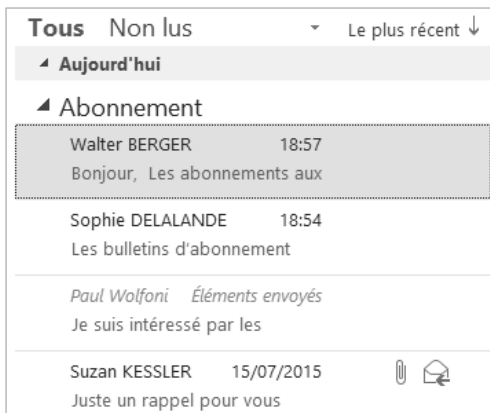 Tous Non lus Le plus récent
Aujourd'hui
Abonnement
Walter BERGER 18:57
Bonjour, Les abonnements aux
Sophie DELALANDE 18:54
Les bulletins d'abonnement
Paul Wolfoni Éléments envoyés
Je suis intéressé par les
Suzan KESSLER 15/07/2015
Juste un rappel pour vous